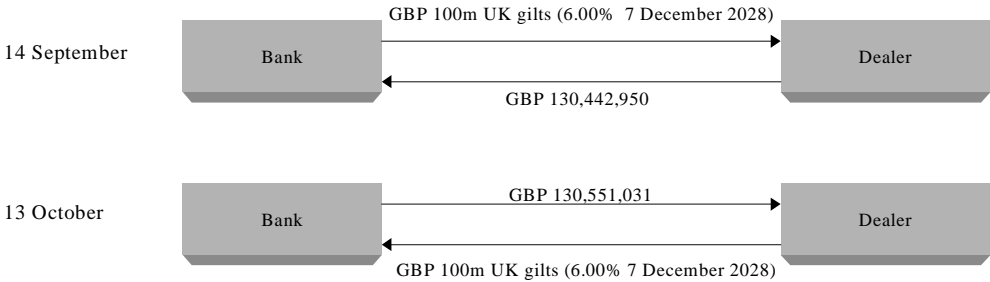 GBP 100m UK gilts (6.00% 7 December 2028)
14 September
Bank
Dealer
GBP 130,442,950
GBP 130,551,031
13 October
Bank
Dealer
GBP 100m UK gilts (6.00% 7 December 2028)